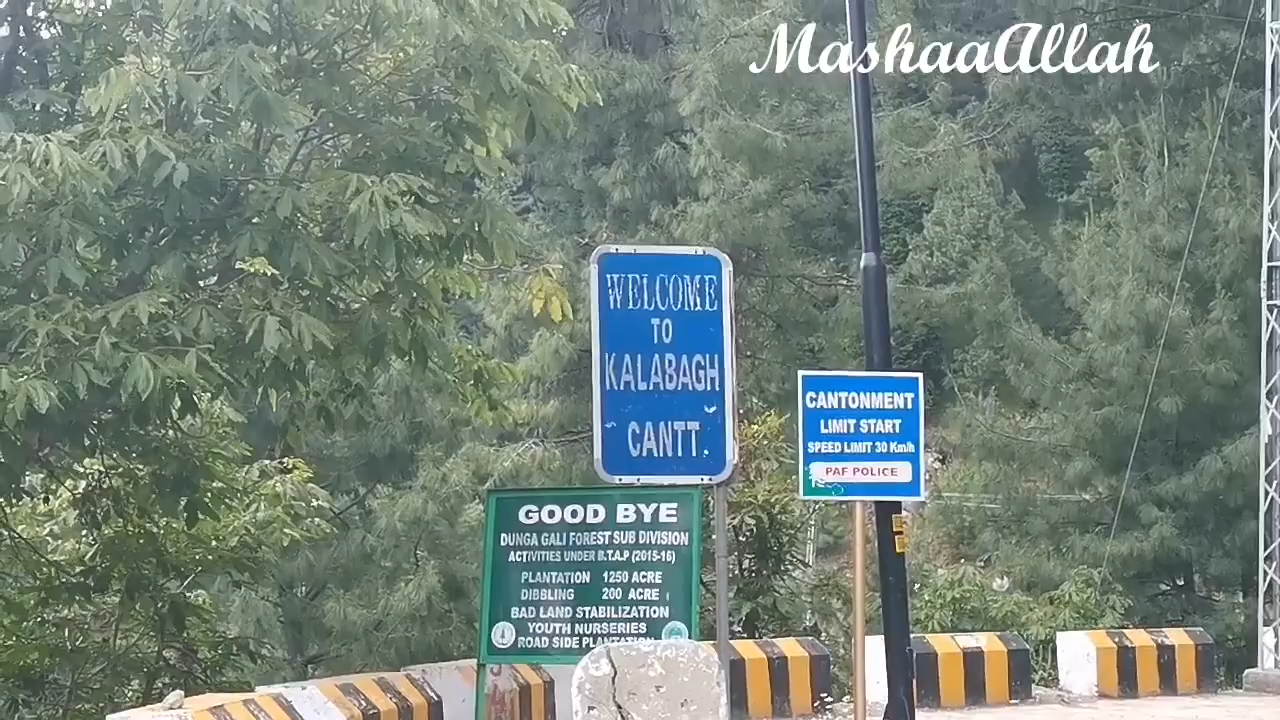 MashaaAllah
WELCOME
TO
KALABAGH
CANTT.
CANTONMENT
LIMIT START
SPEED LIMIT 30 Km/h
PAF POLICE
GOOD BYE
DUNGA GALI FOREST SUB DIVISION
ACTIVITIES UNDER B.T.A.P (2015-16)
PLANTATION 1250 ACRE
DIBBLING 200 ACRE
BAD LAND STABILIZATION
YOUTH NURSERIES
ROAD SIDE PLANTATION